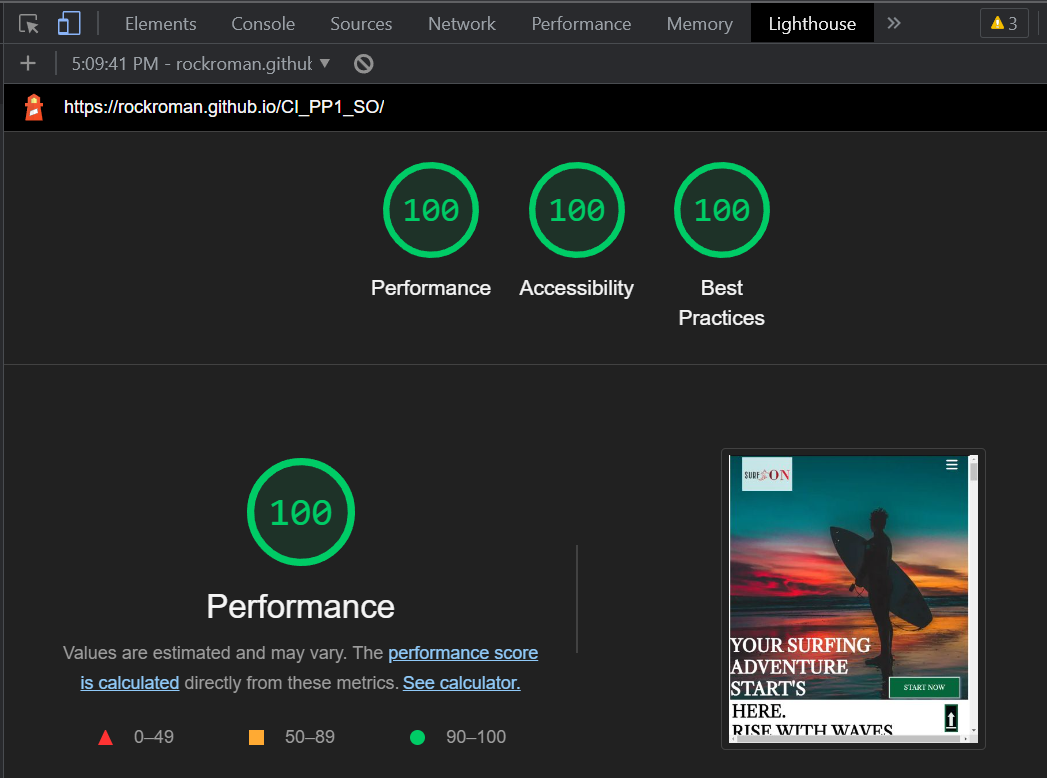 Elements Console Sources Network Performance Memory Lighthouse 3
5:09:41 PM - rockroman.github
https://rockroman.github.io/CI_PP1_SO/
100 100 100
Performance Accessibility Best
Practices
100
Performance
Values are estimated and may vary. The performance score
is calculated directly from these metrics. See calculator.
0–49 50–89 90–100
SURF ON
YOUR SURFING
ADVENTURE
START'S
START NOW
HERE.
RISE WITH WAVES